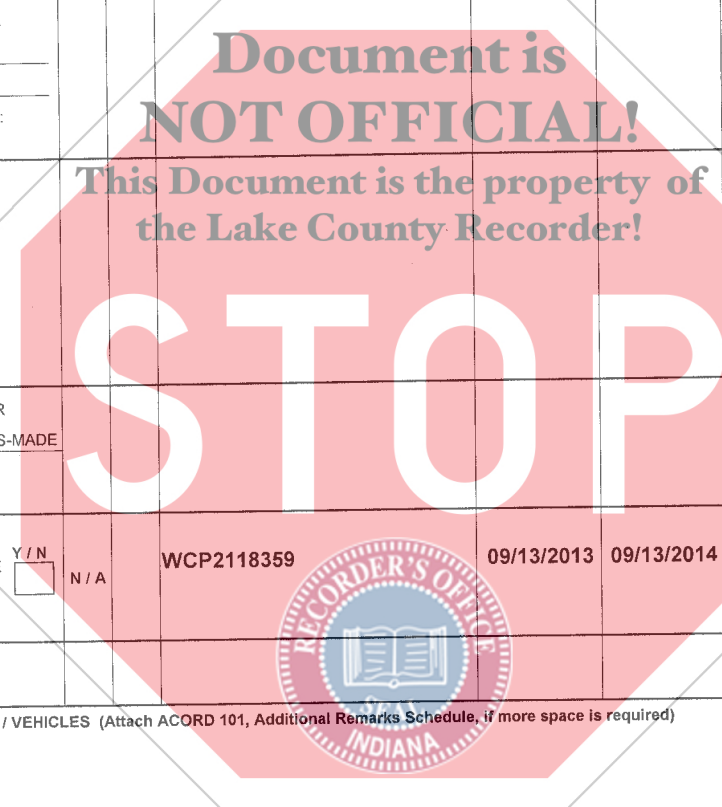 Document is
NOT OFFICIAL!
This Document is the property of
the Lake County Recorder!
STOP
S-MADE
Y / N
N / A
WCP2118359
09/13/2013
09/13/2014
RECORDER'S OFFICE
SEAL
INDIANA
/ VEHICLES (Attach ACORD 101, Additional Remarks Schedule, if more space is required)